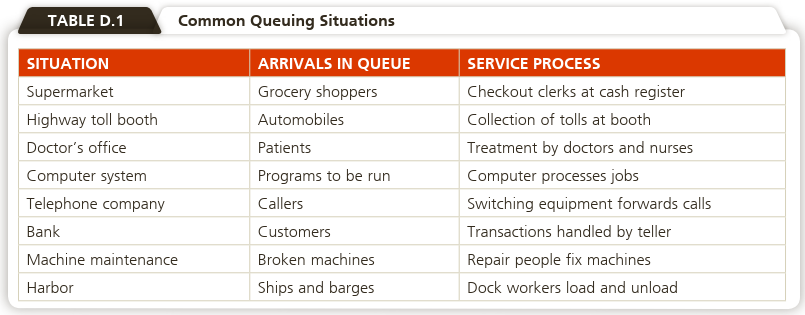 TABLE D.1 Common Queuing Situations
SITUATION ARRIVALS IN QUEUE SERVICE PROCESS
Supermarket Grocery shoppers Checkout clerks at cash register
Highway toll booth Automobiles Collection of tolls at booth
Doctor’s office Patients Treatment by doctors and nurses
Computer system Programs to be run Computer processes jobs
Telephone company Callers Switching equipment forwards calls
Bank Customers Transactions handled by teller
Machine maintenance Broken machines Repair people fix machines
Harbor Ships and barges Dock workers load and unload